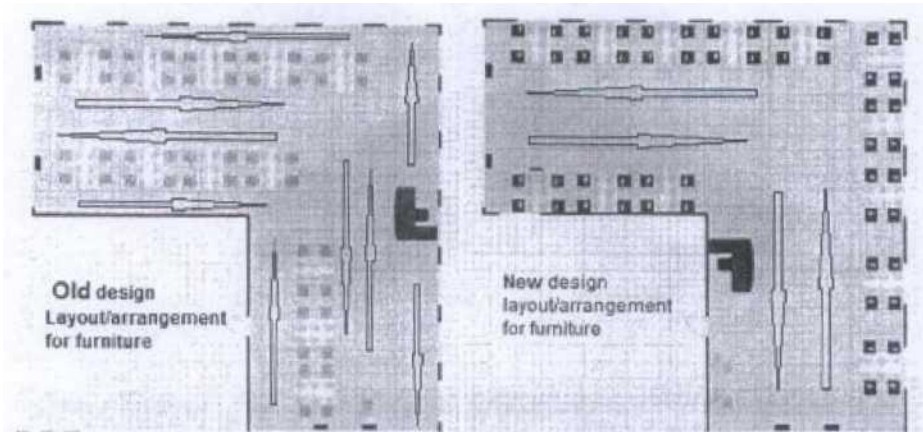 Old design
Layout/arrangement
for furniture
New design
layout/arrangement
for furniture